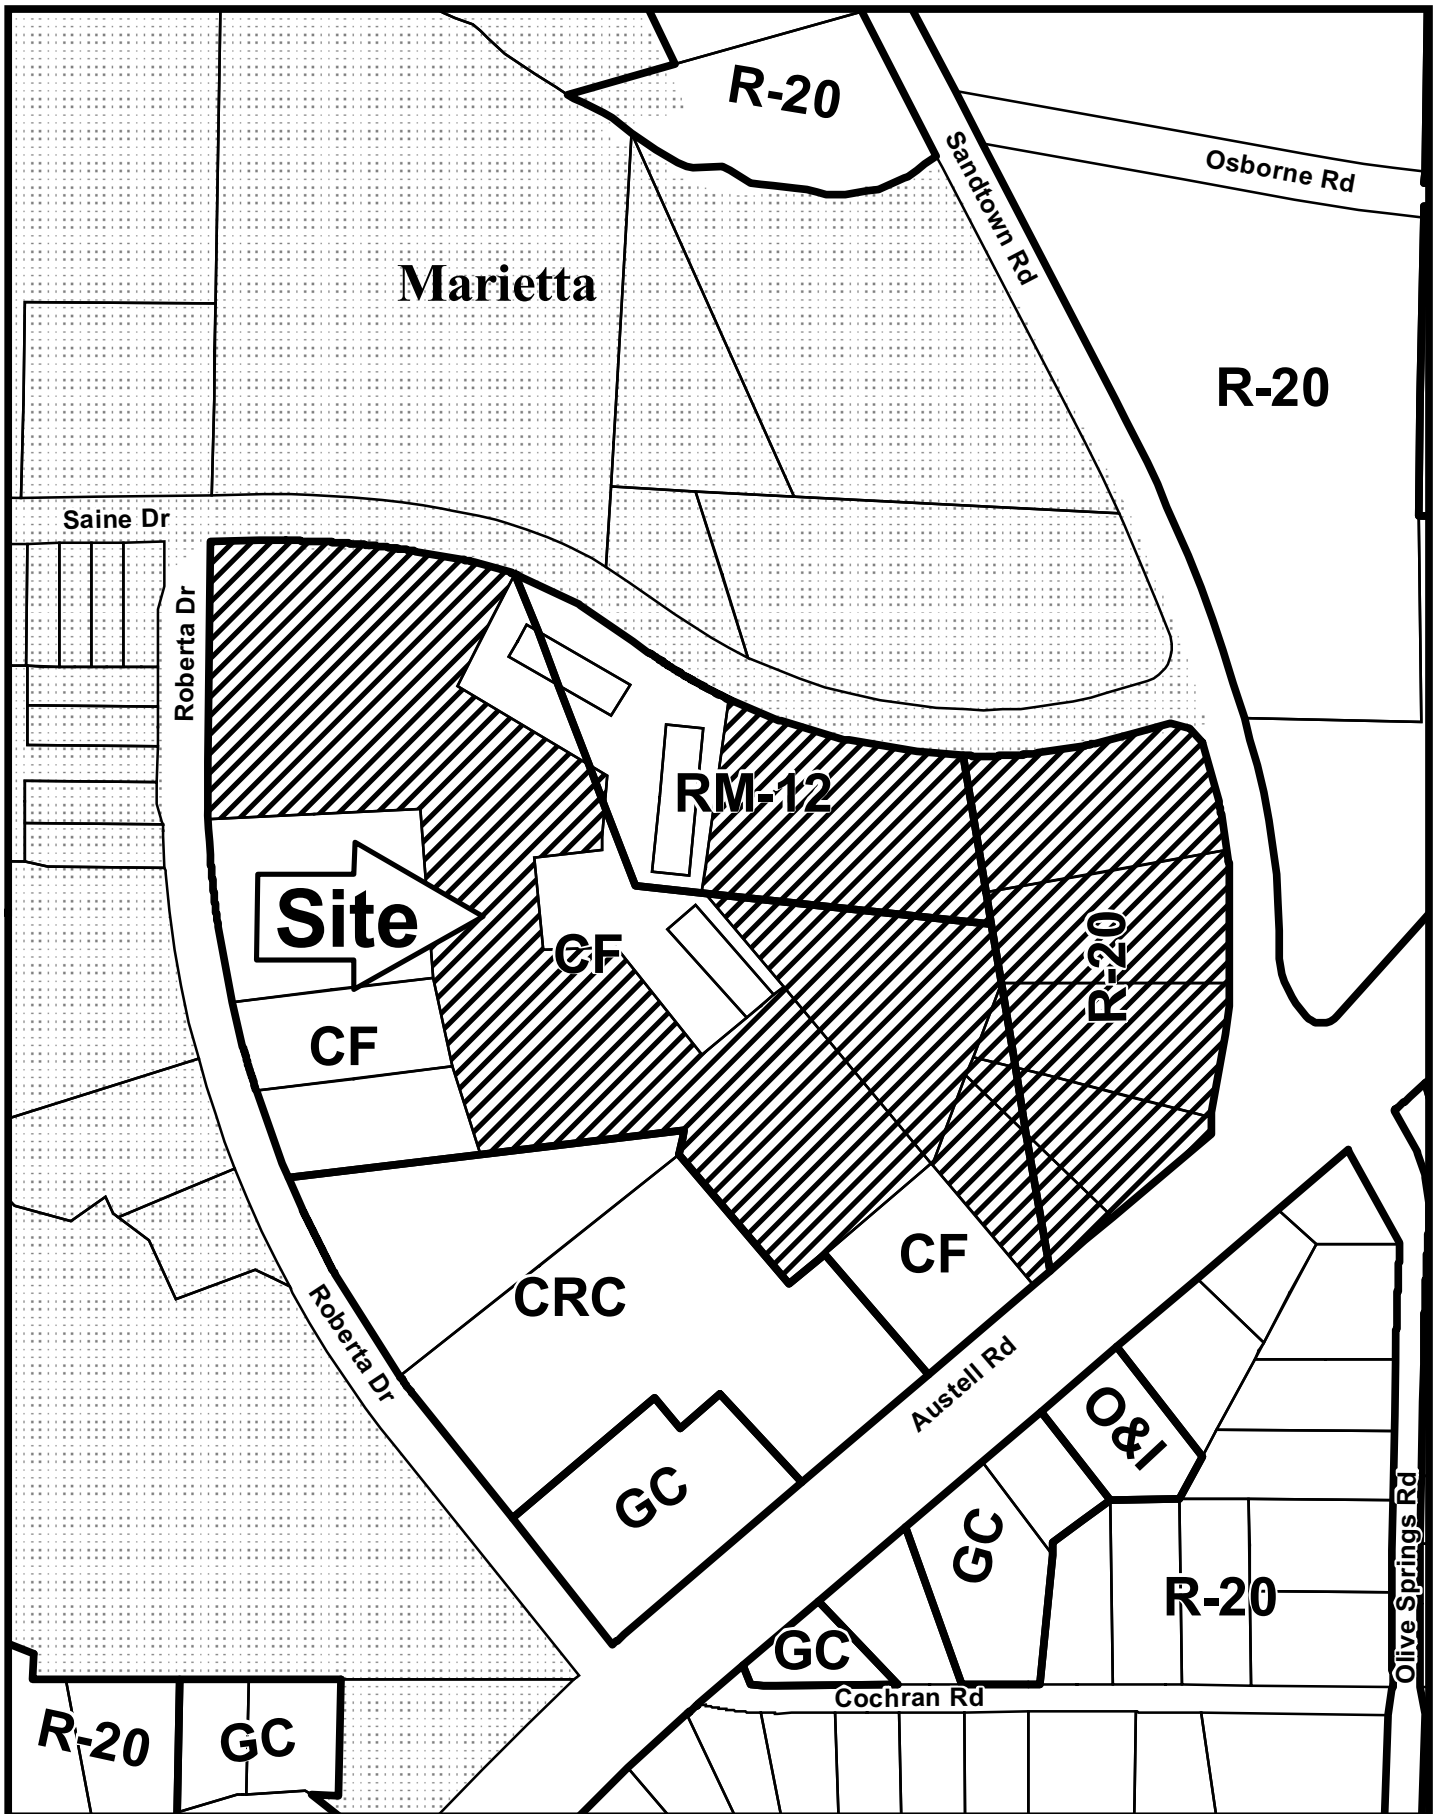 R-20
Osborne Rd
Sandtown Rd
Marietta
R-20
Saine Dr
Roberta Dr
RM-12
Site
CF
R-20
CF
CF
CRC
Roberta Dr
Austell Rd
O&I
GC
GC
R-20
Olive Springs Rd
GC
Cochran Rd
R-20
GC